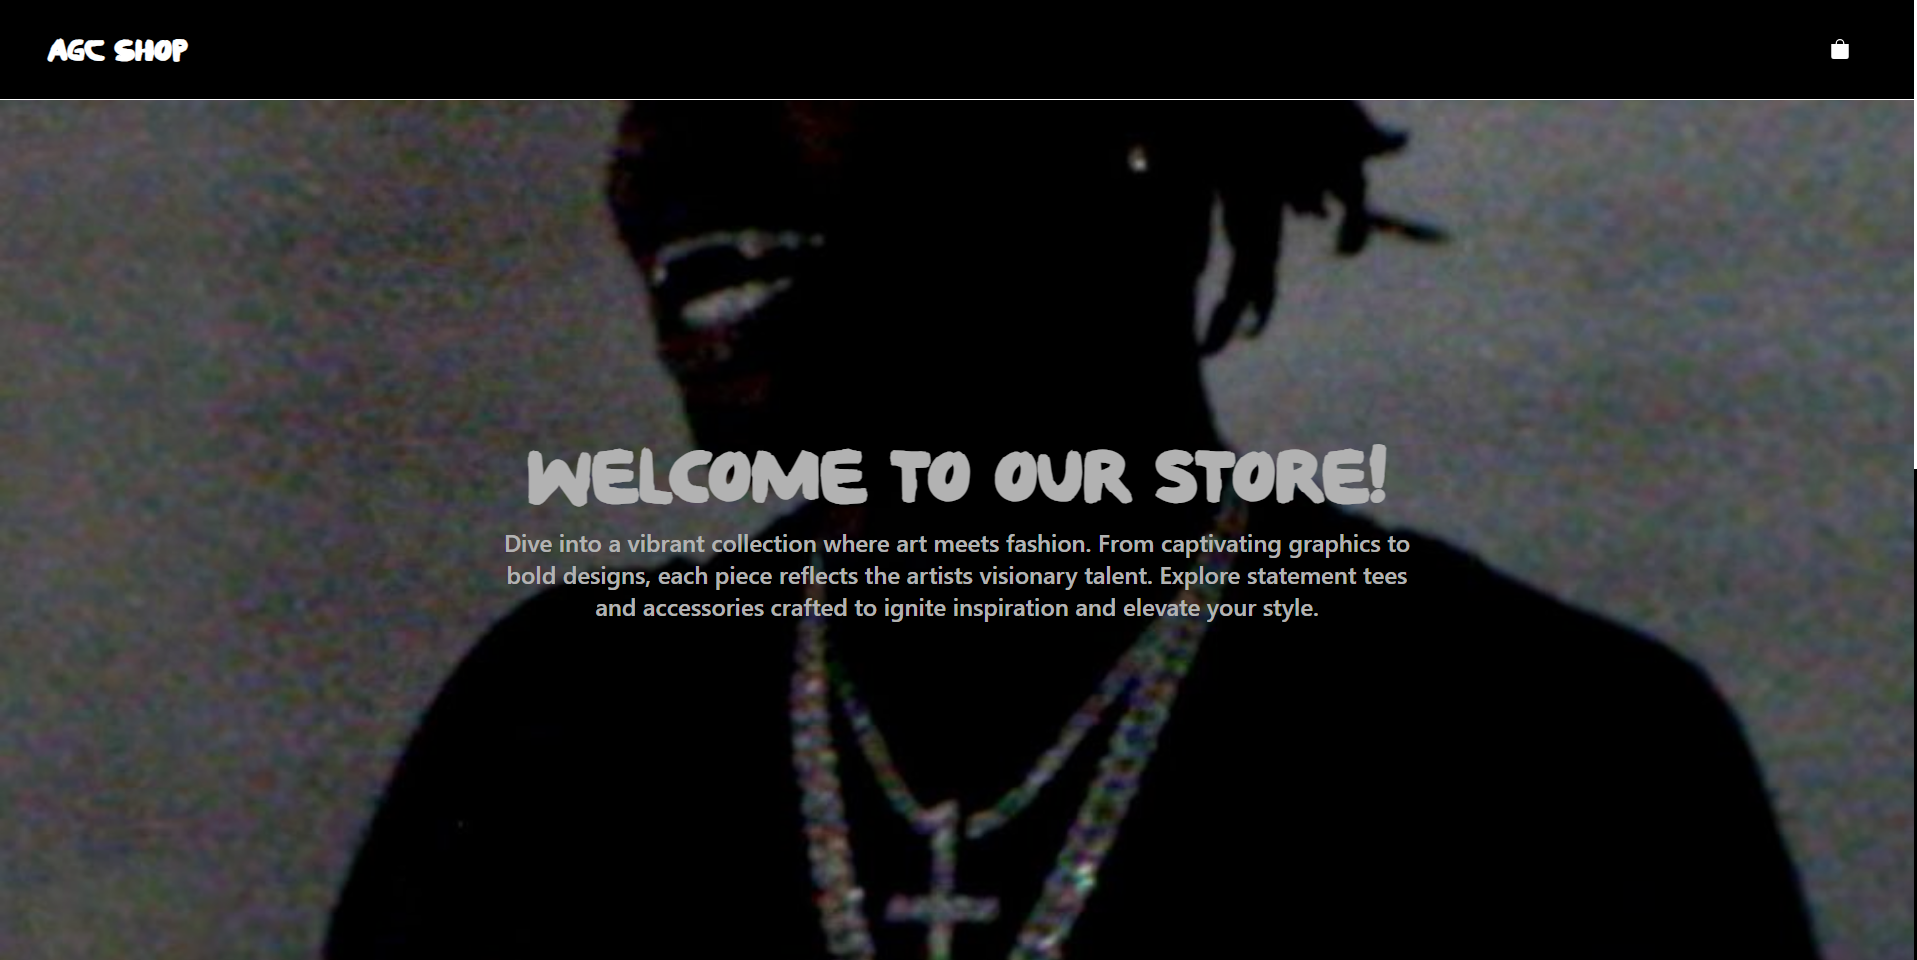 AGC SHOP
WELCOME TO OUR STORE!
Dive into a vibrant collection where art meets fashion. From captivating graphics to
bold designs, each piece reflects the artists visionary talent. Explore statement tees
and accessories crafted to ignite inspiration and elevate your style.